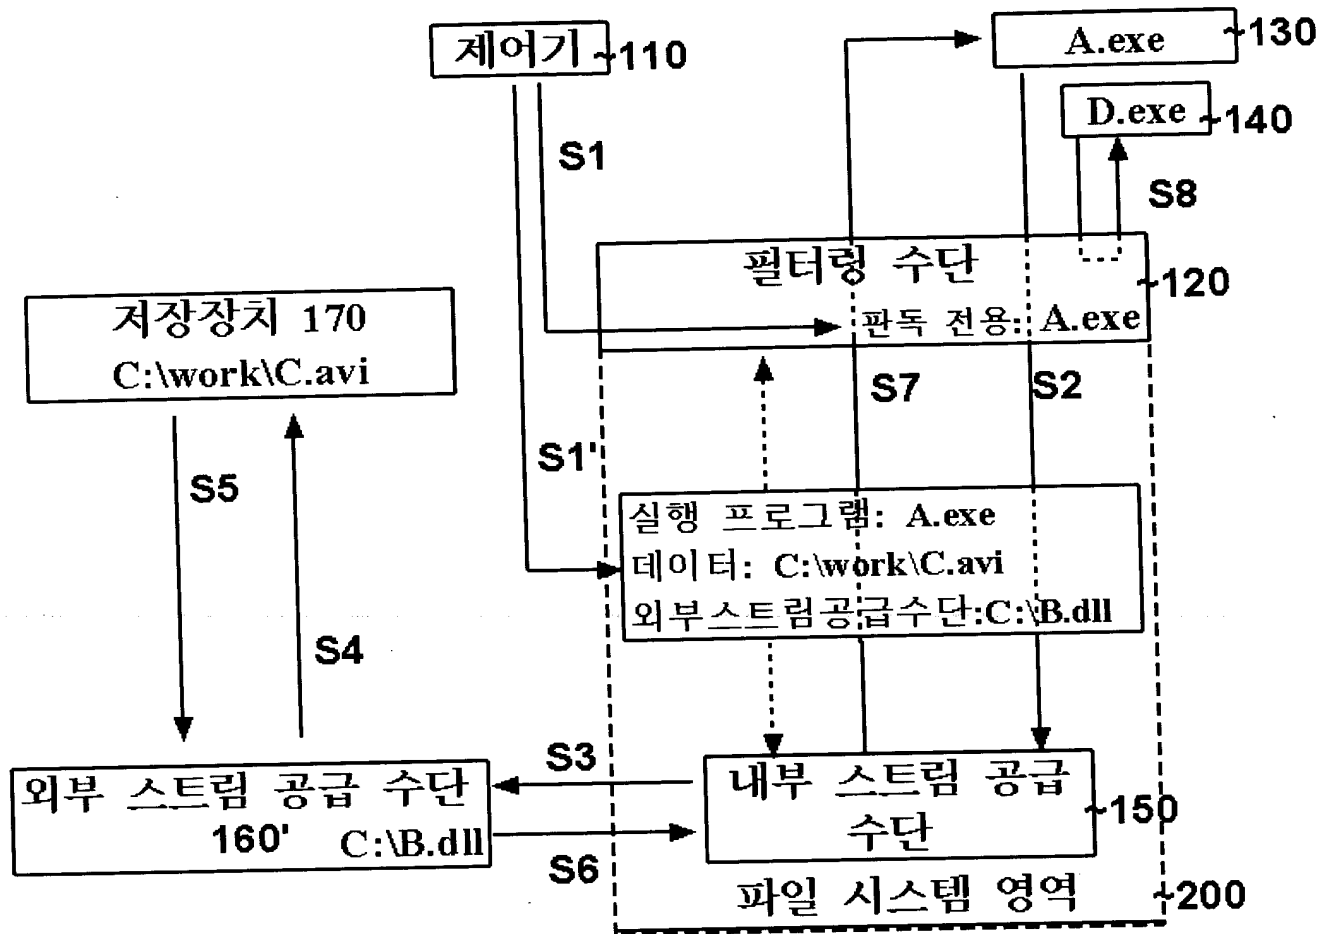 제어기 ~110
A.exe ~130
D.exe ~140
S1
S8
필터링 수단
~120
판독 전용: A.exe
저장장치 170
C:\work\C.avi
S7
S2
S1'
S5
실행 프로그램: A.exe
데이터: C:\work\C.avi
외부스트림공급수단:C:\B.dll
S4
S3
외부 스트림 공급 수단
160' C:\B.dll
S6
내부 스트림 공급
수단
~150
파일 시스템 영역 ~200